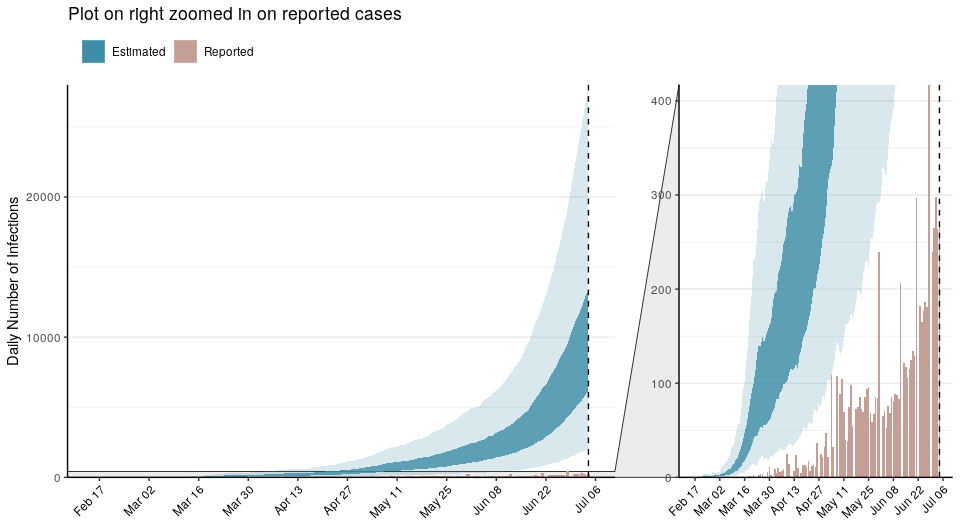 Plot on right zoomed in on reported cases
Estimated Reported
Daily Number of Infections
20000
10000
0
Feb 17 Mar 02 Mar 16 Mar 30 Apr 13 Apr 27 May 11 May 25 Jun 08 Jun 22 Jul 06
400
300
200
100
0
Feb 17 Mar 02 Mar 16 Mar 30 Apr 13 Apr 27 May 11 May 25 Jun 08 Jun 22 Jul 06